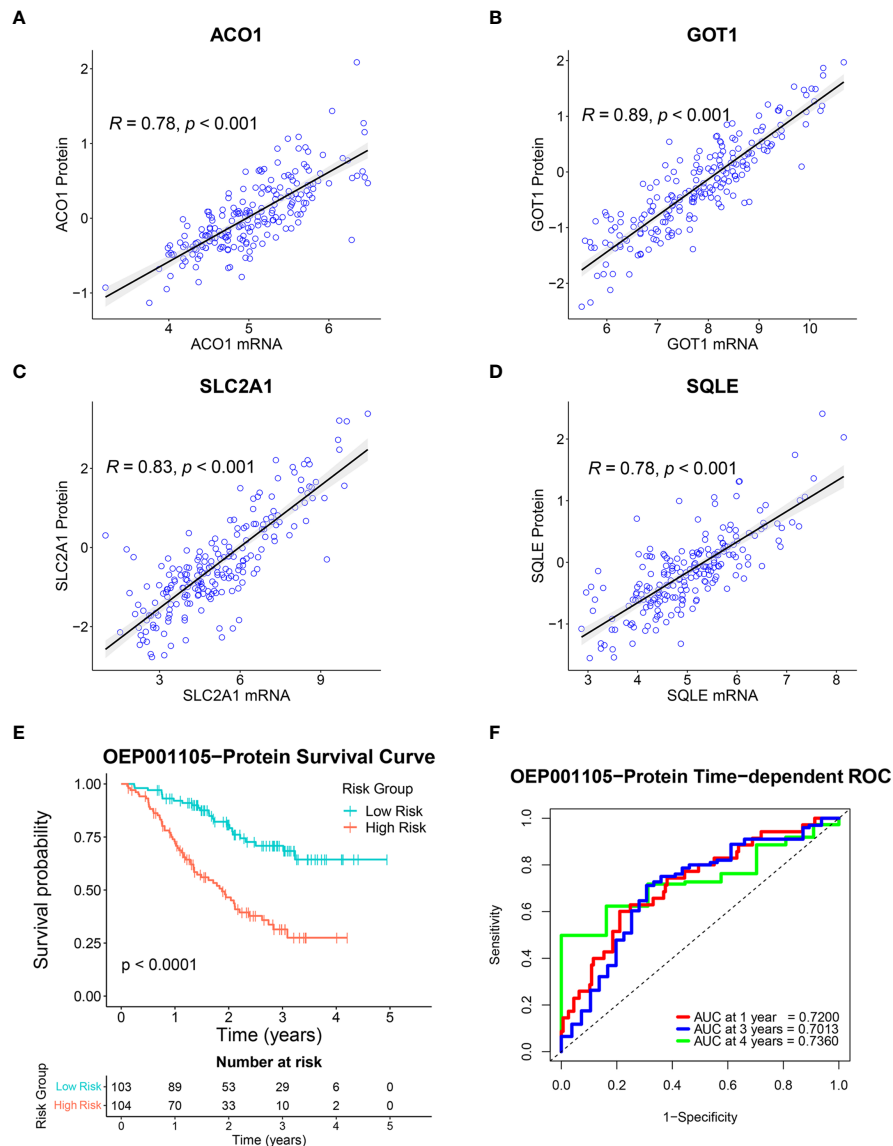 A
ACO1
2
1
0
−1
ACO1 Protein
R = 0.78, p < 0.001
4 5 6
ACO1 mRNA
B
GOT1
2
1
0
−1
−2
GOT1 Protein
R = 0.89, p < 0.001
6 7 8 9 10
GOT1 mRNA
C
SLC2A1
2
0
−2
SLC2A1 Protein
R = 0.83, p < 0.001
3 6 9
SLC2A1 mRNA
D
SQLE
2
1
0
−1
SQLE Protein
R = 0.78, p < 0.001
3 4 5 6 7 8
SQLE mRNA
E
OEP001105−Protein Survival Curve
1.00
0.75
0.50
0.25
0.00
Survival probability
Risk Group
Low Risk
High Risk
p < 0.0001
0 1 2 3 4 5
Time (years)
Number at risk
Risk Group
Low Risk 103 89 53 29 6 0
High Risk 104 70 33 10 2 0
0 1 2 3 4 5
Time (years)
F
OEP001105−Protein Time−dependent ROC
1.0
0.8
0.6
0.4
0.2
0.0
Sensitivity
AUC at 1 year = 0.7200
AUC at 3 years = 0.7013
AUC at 4 years = 0.7360
0.0 0.2 0.4 0.6 0.8 1.0
1−Specificity